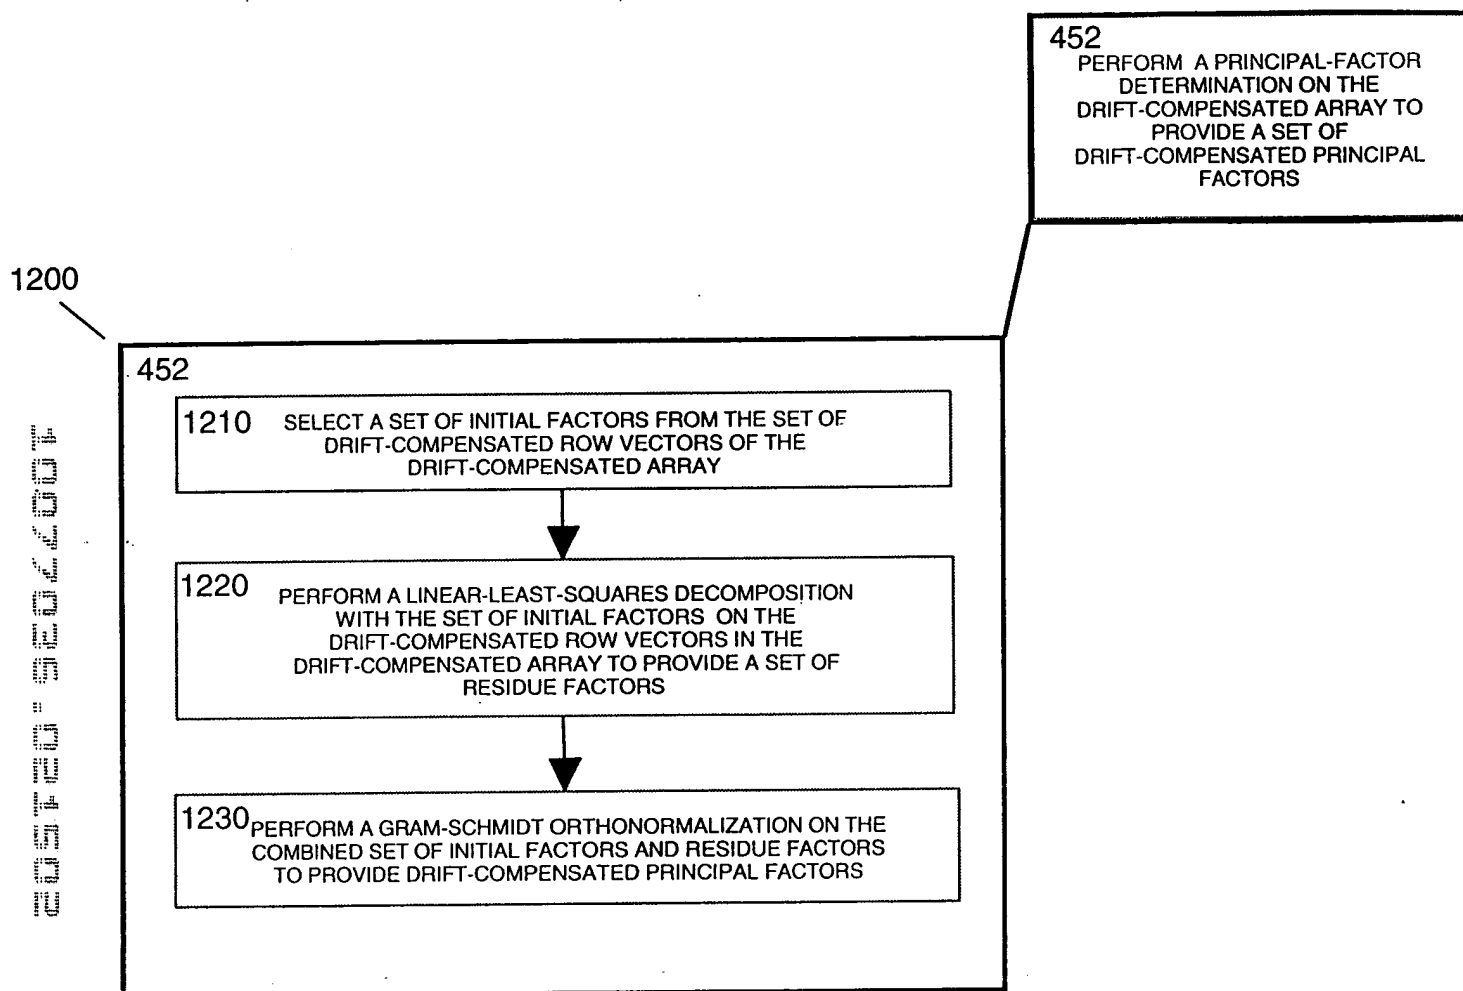 452
PERFORM A PRINCIPAL-FACTOR
DETERMINATION ON THE
DRIFT-COMPENSATED ARRAY TO
PROVIDE A SET OF
DRIFT-COMPENSATED PRINCIPAL
FACTORS
1200
452
1210 SELECT A SET OF INITIAL FACTORS FROM THE SET OF
DRIFT-COMPENSATED ROW VECTORS OF THE
DRIFT-COMPENSATED ARRAY
1220 PERFORM A LINEAR-LEAST-SQUARES DECOMPOSITION
WITH THE SET OF INITIAL FACTORS ON THE
DRIFT-COMPENSATED ROW VECTORS IN THE
DRIFT-COMPENSATED ARRAY TO PROVIDE A SET OF
RESIDUE FACTORS
1230 PERFORM A GRAM-SCHMIDT ORTHONORMALIZATION ON THE
COMBINED SET OF INITIAL FACTORS AND RESIDUE FACTORS
TO PROVIDE DRIFT-COMPENSATED PRINCIPAL FACTORS